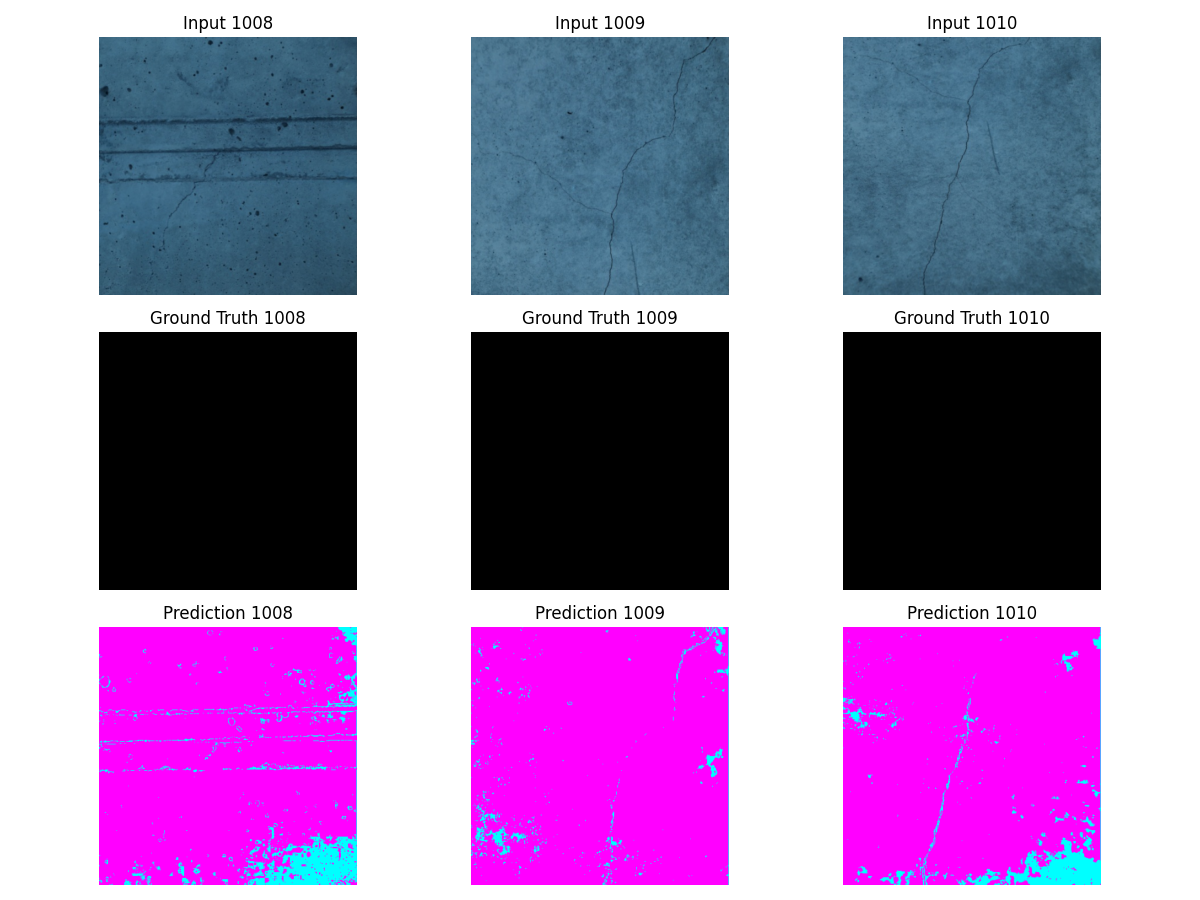 Input 1008
Input 1009
Input 1010
Ground Truth 1008
Ground Truth 1009
Ground Truth 1010
Prediction 1008
Prediction 1009
Prediction 1010